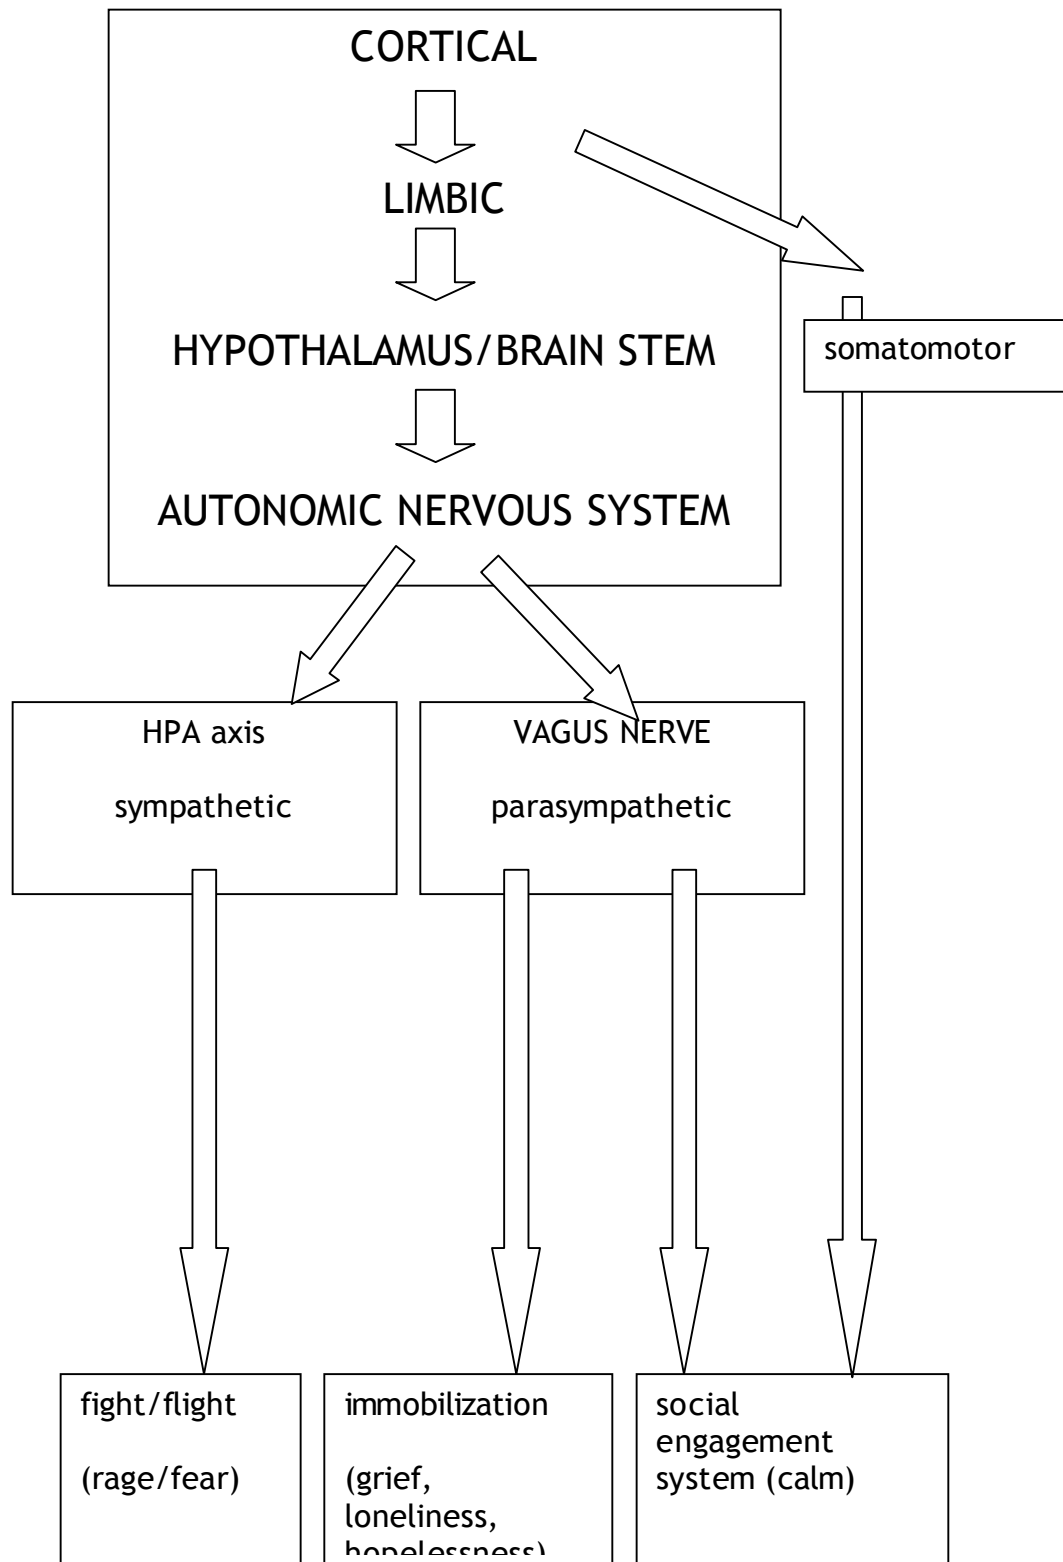 CORTICAL
LIMBIC
HYPOTHALAMUS/BRAIN STEM
somatomotor
AUTONOMIC NERVOUS SYSTEM
HPA axis
sympathetic
VAGUS NERVE
parasympathetic
fight/flight
(rage/fear)
immobilization
(grief,
loneliness,
hopelessness)
social
engagement
system (calm)